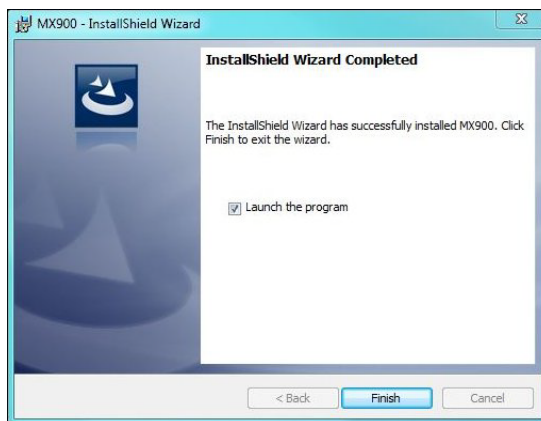 MX900 - InstallShield Wizard
InstallShield Wizard Completed
The InstallShield Wizard has successfully installed MX900. Click
Finish to exit the wizard.
Launch the program
< Back
Finish
Cancel